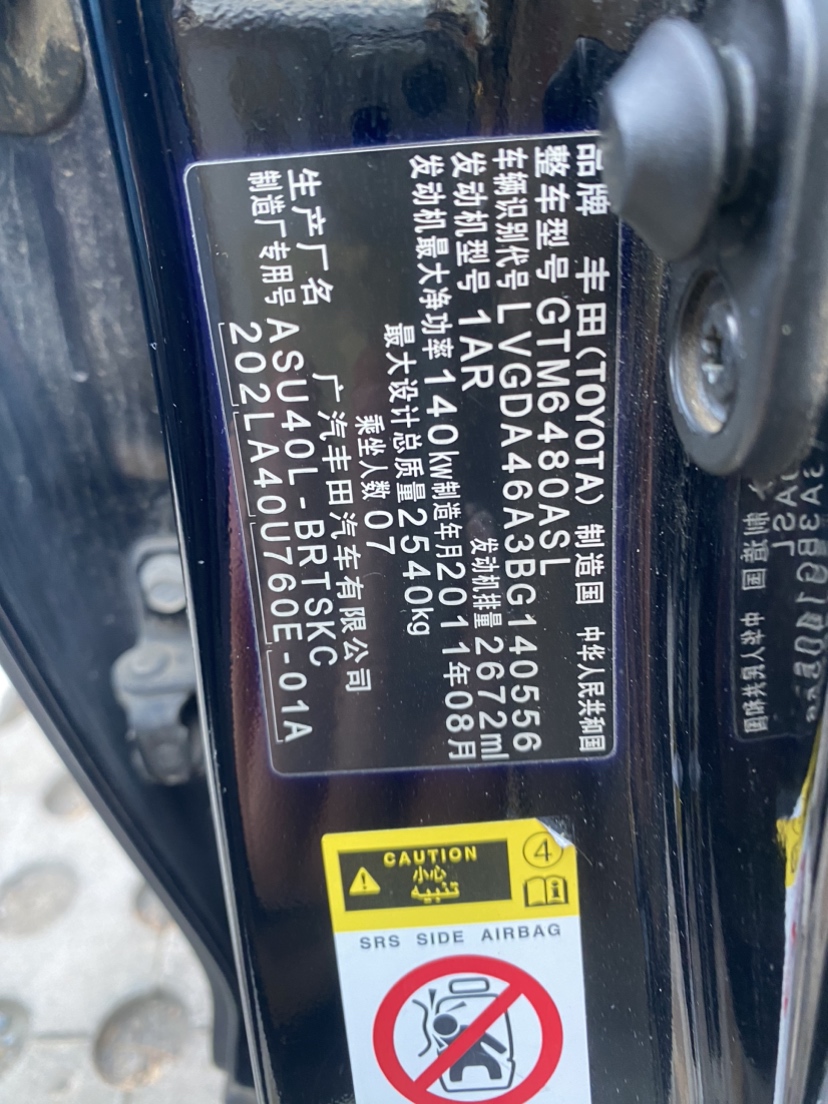 品牌 丰田(TOYOTA) 制造国 中华人民共和国
整车型号 GTM6480ASL
车辆识别代号 LVGDA46A3BG140556
发动机型号 1AR 发动机排量 2672ml
发动机最大净功率 140kW 制造年月 2011年08月
最大设计总质量 2540kg
乘坐人数 07
生产厂名 广汽丰田汽车有限公司
制造厂专用号 ASU40L-BRTSKC
202LA40U760E-01A
CAUTION
小心
4
SRS SIDE AIRBAG